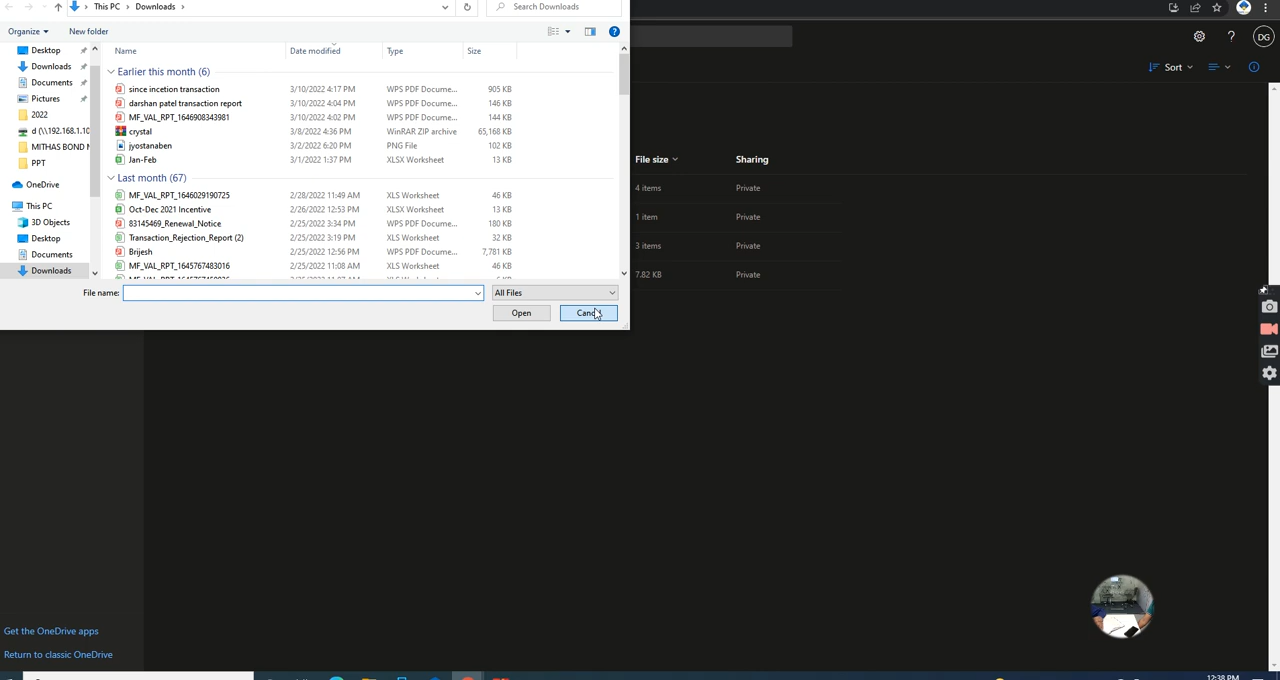 This PC > Downloads >
Search Downloads
Organize
New folder
Desktop
Downloads
Documents
Pictures
2022
d (\\192.168.1.10
MITHAS BOND
PPT
OneDrive
This PC
3D Objects
Desktop
Documents
Downloads
Name Date modified Type Size
Earlier this month (6)
since incetion transaction 3/10/2022 4:17 PM WPS PDF Docume... 905 KB
darshan patel transaction report 3/10/2022 4:04 PM WPS PDF Docume... 146 KB
MF_VAL_RPT_1646908343981 3/10/2022 4:02 PM WPS PDF Docume... 144 KB
crystal 3/8/2022 4:36 PM WinRAR ZIP archive 65,168 KB
jyostanaben 3/2/2022 6:20 PM PNG File 102 KB
Jan-Feb 3/1/2022 1:37 PM XLSX Worksheet 13 KB
Last month (67)
MF_VAL_RPT_1646029190725 2/28/2022 11:49 AM XLS Worksheet 46 KB
Oct-Dec 2021 Incentive 2/26/2022 12:53 PM XLSX Worksheet 13 KB
83145469_Renewal_Notice 2/25/2022 3:34 PM WPS PDF Docume... 180 KB
Transaction_Rejection_Report (2) 2/25/2022 3:19 PM XLS Worksheet 32 KB
Brijesh 2/25/2022 12:56 PM WPS PDF Docume... 7,781 KB
MF_VAL_RPT_1645767483016 2/25/2022 11:08 AM XLS Worksheet 46 KB
File name:
All Files
Open
Cancel
?
DG
Sort
File size Sharing
4 items Private
1 item Private
3 items Private
7.82 KB Private
Get the OneDrive apps
Return to classic OneDrive
12:38 PM